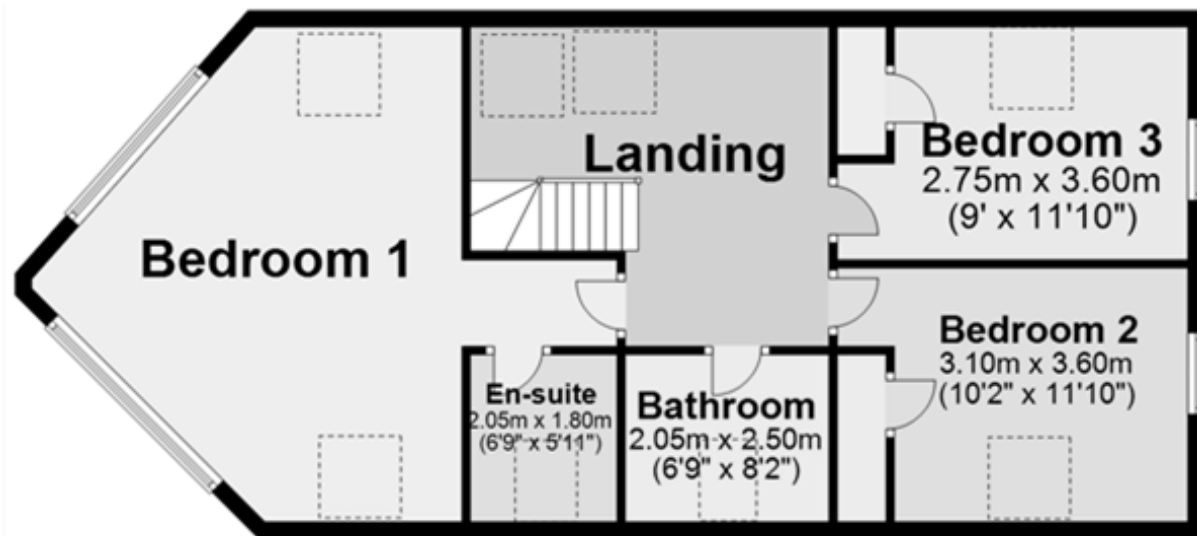 Bedroom 1
Landing
Bedroom 3
2.75m x 3.60m
(9' x 11'10")
Bedroom 2
3.10m x 3.60m
(10'2" x 11'10")
En-suite
2.05m x 1.80m
(6'9" x 5'11")
Bathroom
2.05m x 2.50m
(6'9" x 8'2")